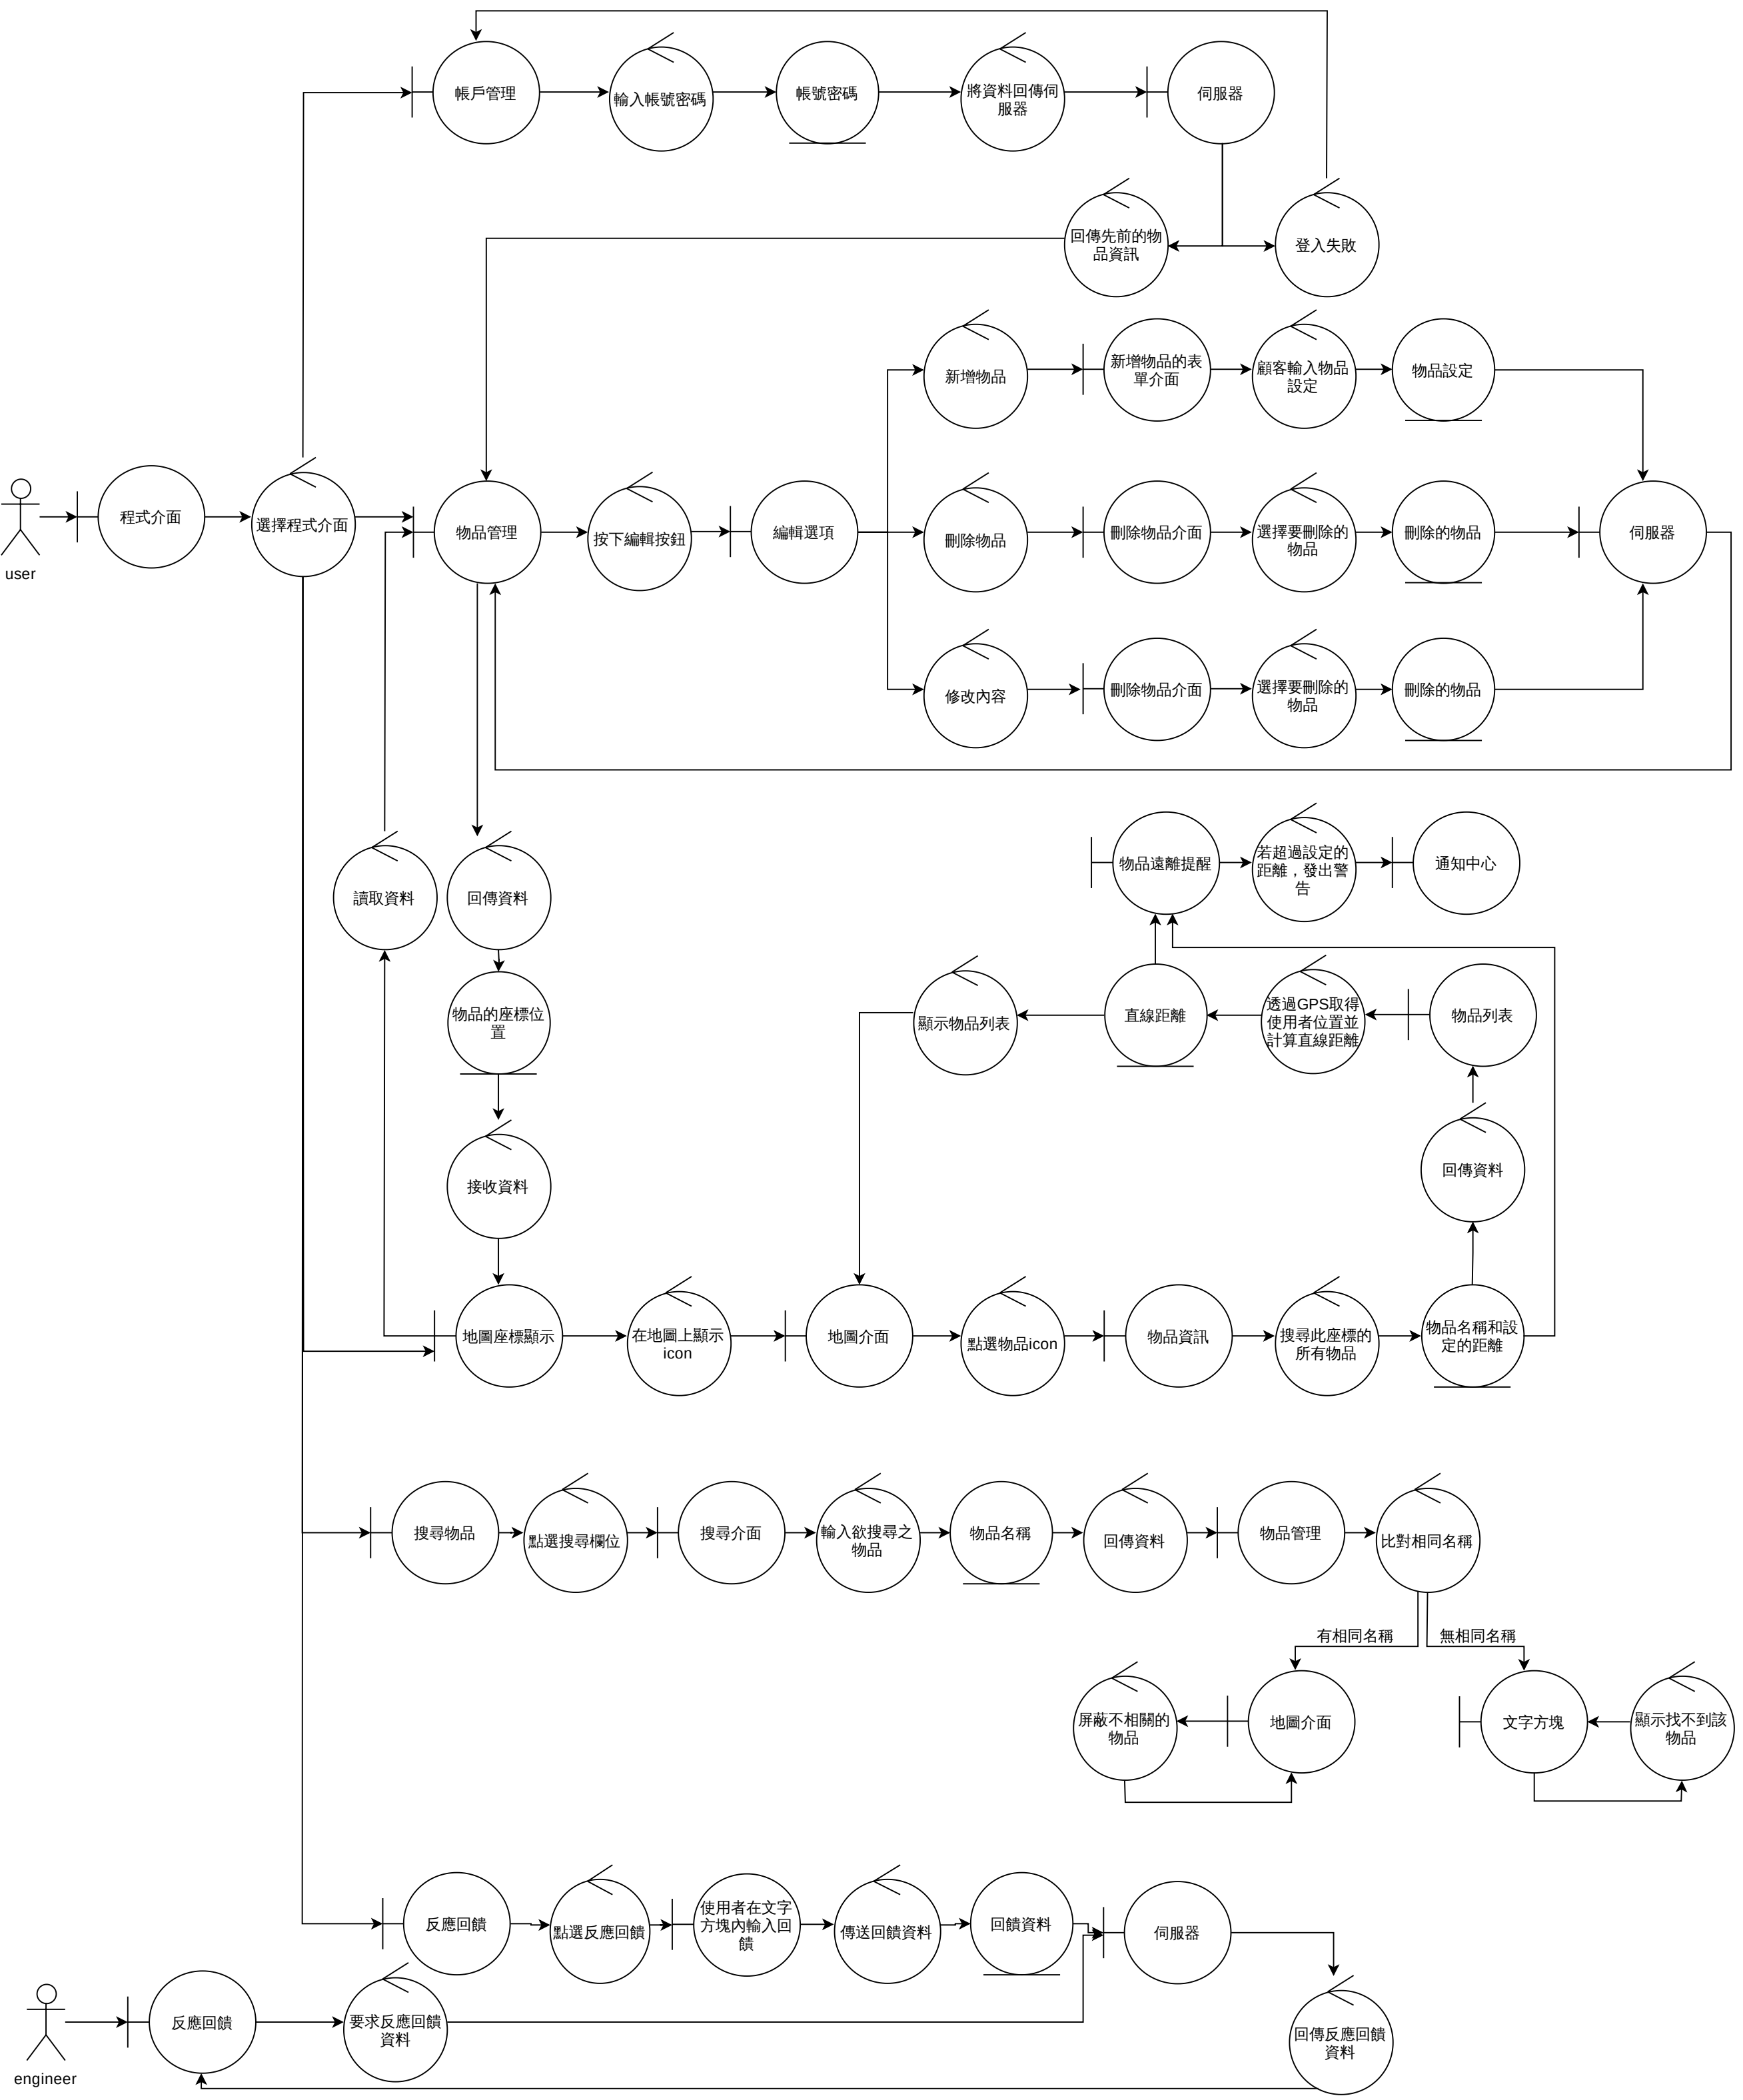 帳戶管理
輸入帳號密碼
帳號密碼
將資料回傳伺
服器
伺服器
回傳先前的物
品資訊
登入失敗
新增物品
新增物品的表
單介面
顧客輸入物品
設定
物品設定
user
程式介面
選擇程式介面
物品管理
按下編輯按鈕
編輯選項
刪除物品
刪除物品介面
選擇要刪除的
物品
刪除的物品
伺服器
修改內容
刪除物品介面
選擇要刪除的
物品
刪除的物品
讀取資料
回傳資料
物品遠離提醒
若超過設定的
距離，發出警
告
通知中心
物品的座標位
置
顯示物品列表
直線距離
透過GPS取得
使用者位置並
計算直線距離
物品列表
接收資料
回傳資料
地圖座標顯示
在地圖上顯示
icon
地圖介面
點選物品icon
物品資訊
搜尋此座標的
所有物品
物品名稱和設
定的距離
搜尋物品
點選搜尋欄位
搜尋介面
輸入欲搜尋之
物品
物品名稱
回傳資料
物品管理
比對相同名稱
有相同名稱
無相同名稱
屏蔽不相關的
物品
地圖介面
文字方塊
顯示找不到該
物品
反應回饋
點選反應回饋
使用者在文字
方塊內輸入回
饋
傳送回饋資料
回饋資料
伺服器
engineer
反應回饋
要求反應回饋
資料
回傳反應回饋
資料